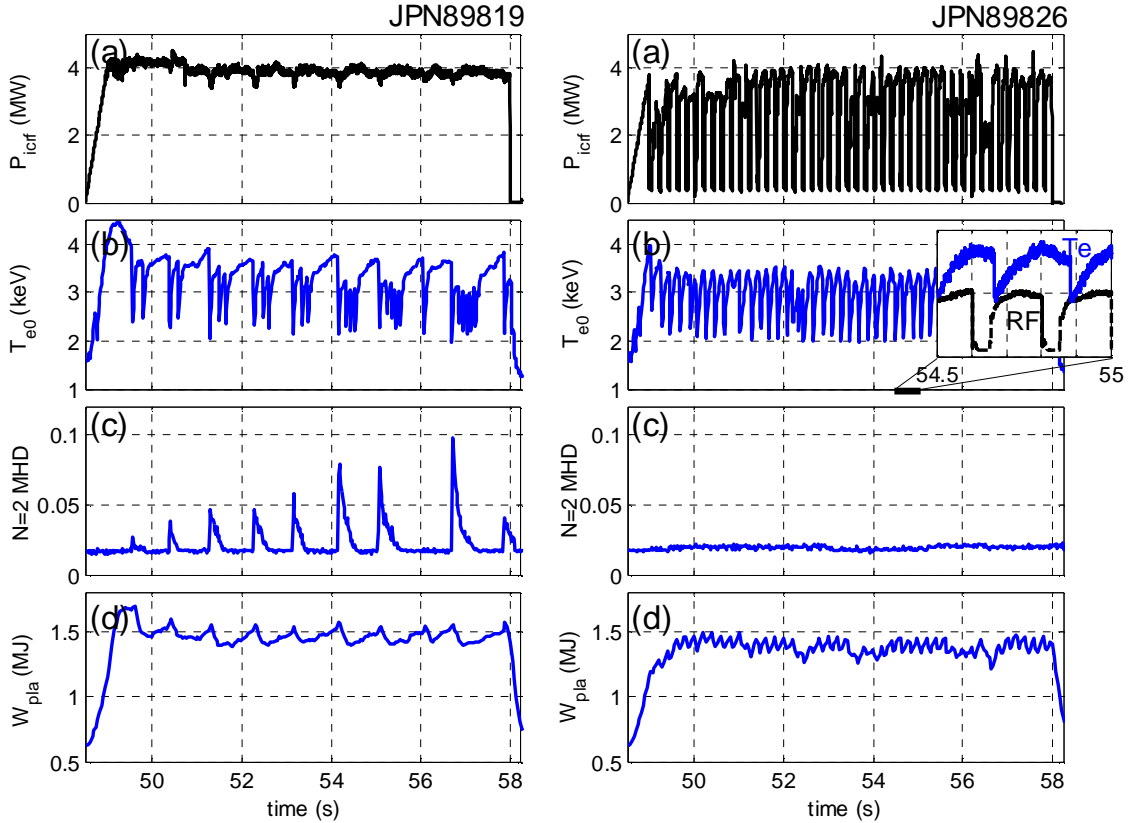 JPN89819
(a)
P_icrf (MW)
4
2
0
(b)
T_e0 (keV)
4
3
2
1
(c)
N=2 MHD
0.1
0.05
0
(d)
W_pla (MJ)
1.5
1
0.5
50
52
54
56
58
time (s)
JPN89826
(a)
P_icrf (MW)
4
2
0
(b)
T_e0 (keV)
4
3
2
1
Te
RF
54.5
55
(c)
N=2 MHD
0.1
0.05
0
(d)
W_pla (MJ)
1.5
1
0.5
50
52
54
56
58
time (s)